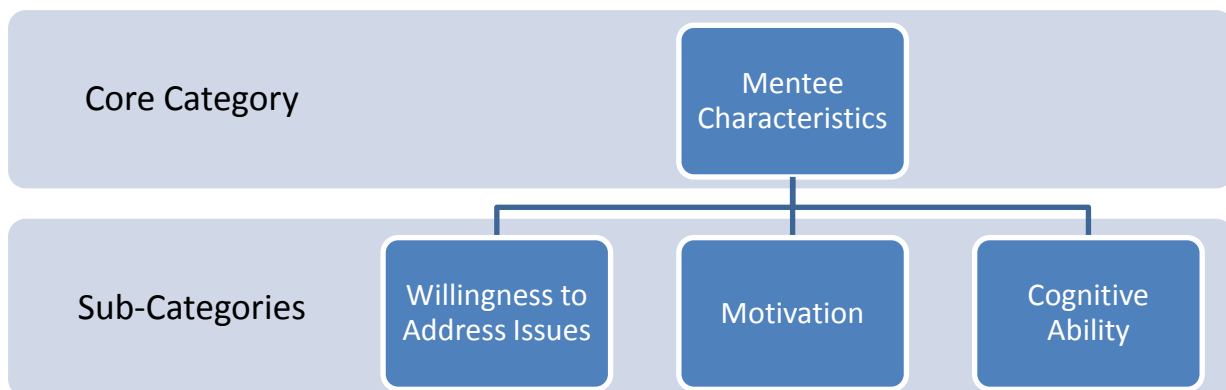 Core Category
Mentee
Characteristics
Sub-Categories
Willingness to
Address Issues
Motivation
Cognitive
Ability